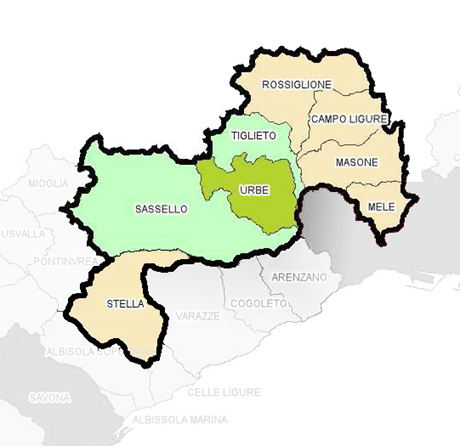 ROSSIGLIONE
CAMPO LIGURE
TIGLIETO
MASONE
MIOGLIA
URBE
SASSELLO
MELE
USVALLA
PONTINVREA
ARENZANO
STELLA
COGOLETO
VARAZZE
ALBISOLA SUPE
CELLE LIGURE
SAVONA
ALBISSOLA MARINA